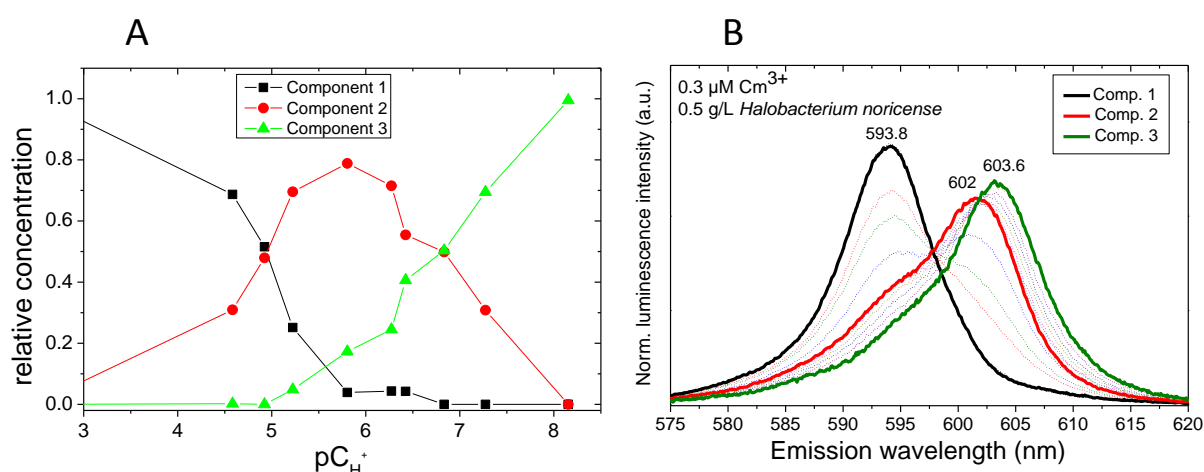 A
B
Component 1
Component 2
Component 3
relative concentration
1.0
0.8
0.6
0.4
0.2
0.0
3
4
5
6
7
8
pC_H⁺
0.3 µM Cm³⁺
0.5 g/L Halobacterium noricense
593.8
602
603.6
Comp. 1
Comp. 2
Comp. 3
Norm. luminescence intensity (a.u.)
575
580
585
590
595
600
605
610
615
620
Emission wavelength (nm)